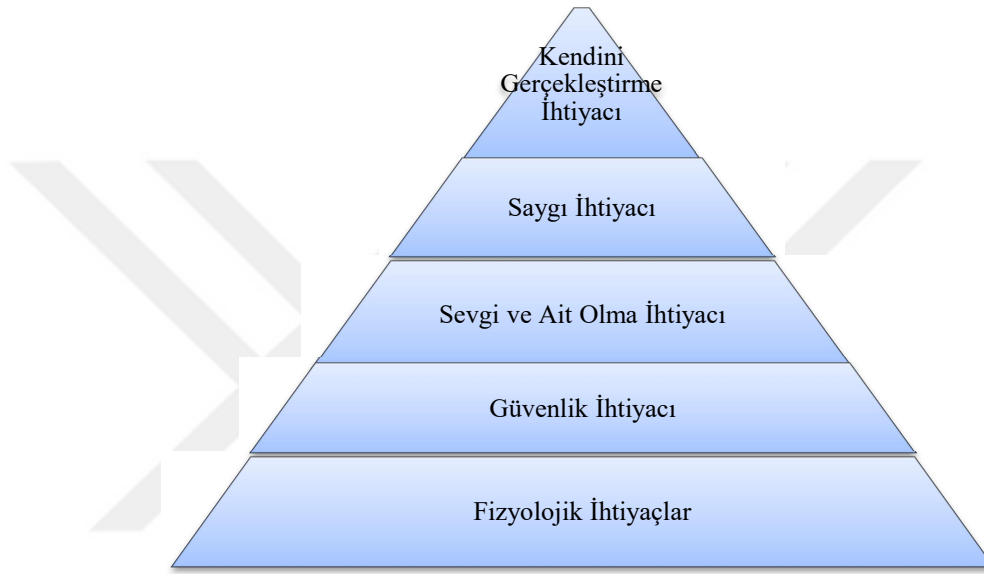 Kendini
Gerçekleştirme
İhtiyacı
Saygı İhtiyacı
Sevgi ve Ait Olma İhtiyacı
Güvenlik İhtiyacı
Fizyolojik İhtiyaçlar